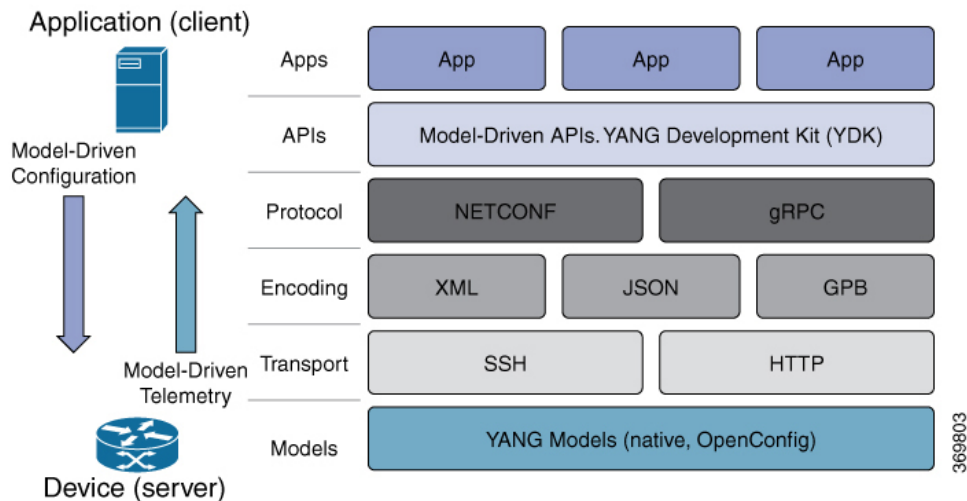 Application (client)
Model-Driven
Configuration
Model-Driven
Telemetry
Device (server)
Apps
App
App
App
APIs
Model-Driven APIs. YANG Development Kit (YDK)
Protocol
NETCONF
gRPC
Encoding
XML
JSON
GPB
Transport
SSH
HTTP
Models
YANG Models (native, OpenConfig)
369803